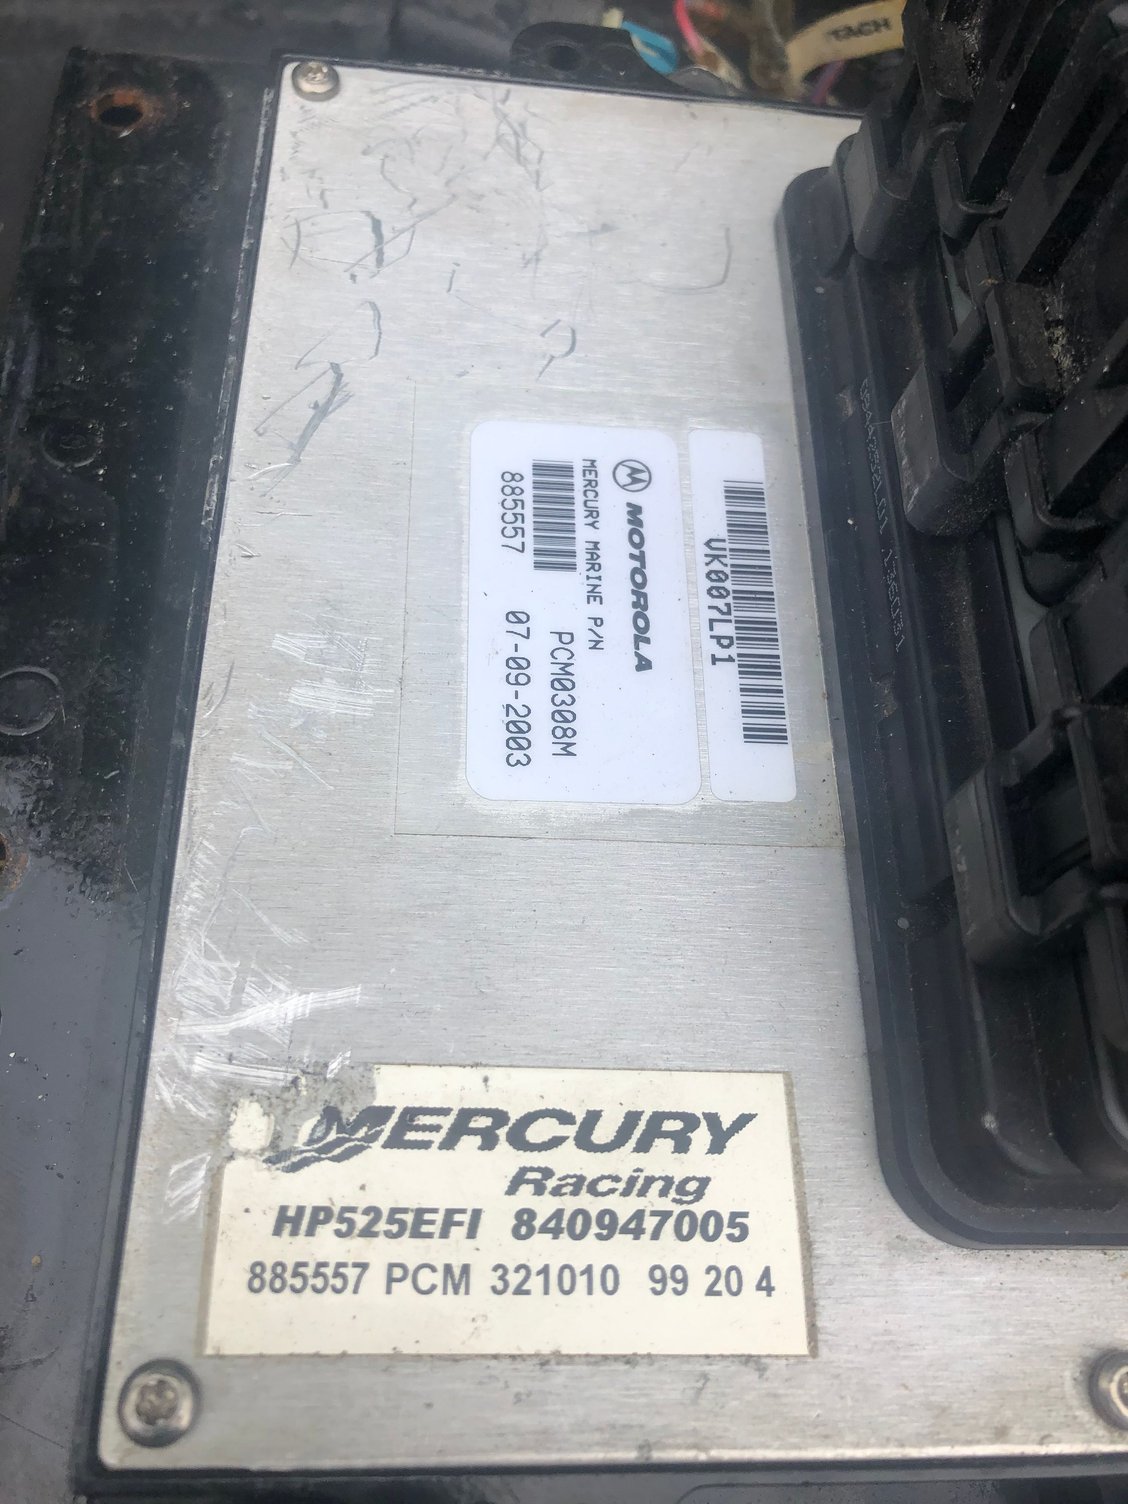 TACH
VK007LP1
MOTOROLA
MERCURY MARINE P/N
PCM0308M
885557 07-09-2003
MERCURY
Racing
HP525EFI 840947005
885557 PCM 321010 99 20 4